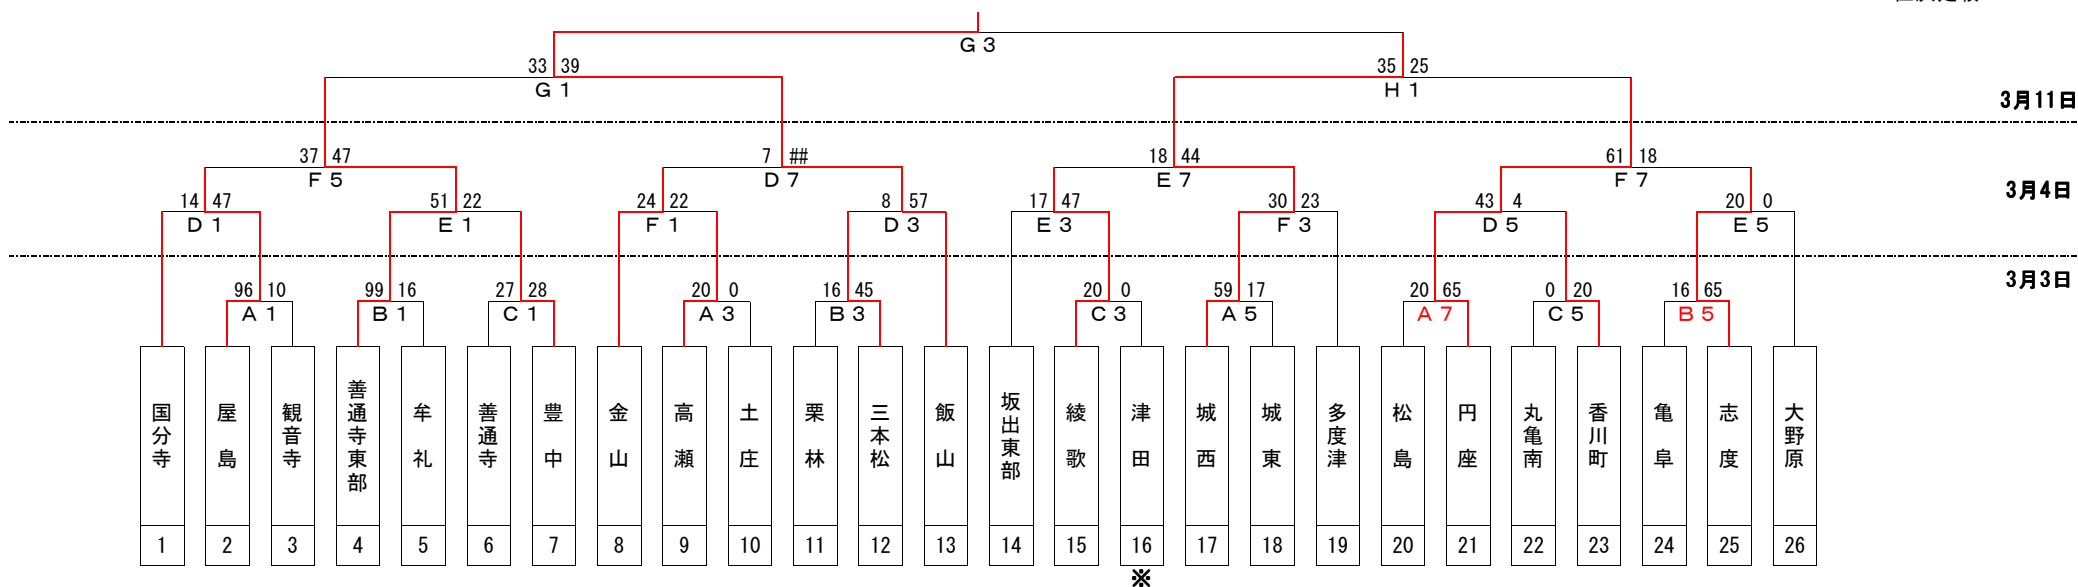 G 3
33 39
35 25
G 1
H 1
3月11日
37 47
7 ##
18 44
61 18
F 5
D 7
E 7
F 7
3月4日
14 47
51 22
24 22
8 57
17 47
30 23
43 4
20 0
D 1
E 1
F 1
D 3
E 3
F 3
D 5
E 5
3月3日
96 10
99 16
27 28
20 0
16 45
20 0
59 17
20 65
0 20
16 65
A 1
B 1
C 1
A 3
B 3
C 3
A 5
A 7
C 5
B 5
国分寺
屋島
観音寺
善通寺東部
牟礼
善通寺
豊中
金山
高瀬
土庄
栗林
三本松
飯山
坂出東部
綾歌
津田
城西
城東
多度津
松島
円座
丸亀南
香川町
亀阜
志度
大野原
1 2 3 4 5 6 7 8 9 10 11 12 13 14 15 16 17 18 19 20 21 22 23 24 25 26
※